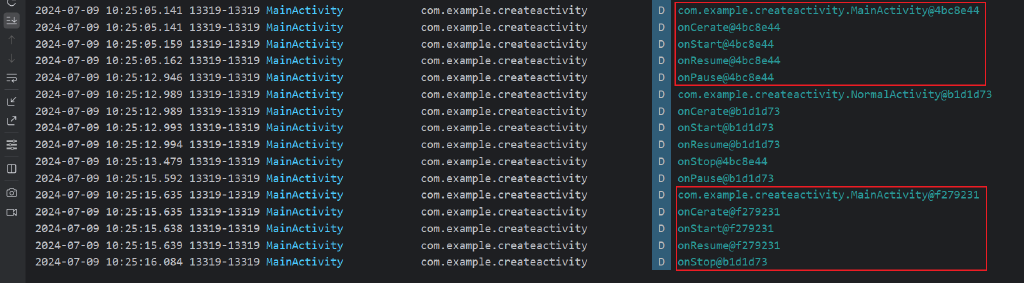 2024-07-09 10:25:05.141 13319-13319 MainActivity com.example.createactivity D com.example.createactivity.MainActivity@4bc8e44
2024-07-09 10:25:05.141 13319-13319 MainActivity com.example.createactivity D onCerate@4bc8e44
2024-07-09 10:25:05.159 13319-13319 MainActivity com.example.createactivity D onStart@4bc8e44
2024-07-09 10:25:05.162 13319-13319 MainActivity com.example.createactivity D onResume@4bc8e44
2024-07-09 10:25:12.946 13319-13319 MainActivity com.example.createactivity D onPause@4bc8e44
2024-07-09 10:25:12.989 13319-13319 MainActivity com.example.createactivity D com.example.createactivity.NormalActivity@b1d1d73
2024-07-09 10:25:12.989 13319-13319 MainActivity com.example.createactivity D onCerate@b1d1d73
2024-07-09 10:25:12.993 13319-13319 MainActivity com.example.createactivity D onStart@b1d1d73
2024-07-09 10:25:12.994 13319-13319 MainActivity com.example.createactivity D onResume@b1d1d73
2024-07-09 10:25:13.479 13319-13319 MainActivity com.example.createactivity D onStop@4bc8e44
2024-07-09 10:25:15.592 13319-13319 MainActivity com.example.createactivity D onPause@b1d1d73
2024-07-09 10:25:15.635 13319-13319 MainActivity com.example.createactivity D com.example.createactivity.MainActivity@f279231
2024-07-09 10:25:15.635 13319-13319 MainActivity com.example.createactivity D onCerate@f279231
2024-07-09 10:25:15.638 13319-13319 MainActivity com.example.createactivity D onStart@f279231
2024-07-09 10:25:15.639 13319-13319 MainActivity com.example.createactivity D onResume@f279231
2024-07-09 10:25:16.084 13319-13319 MainActivity com.example.createactivity D onStop@b1d1d73